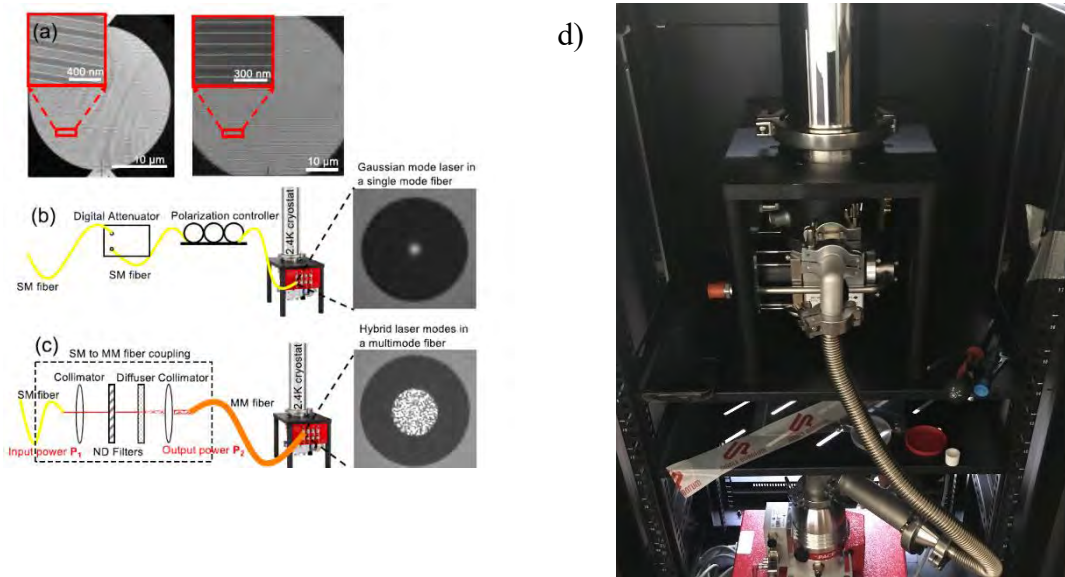 (a)
400 nm
10 µm
300 nm
10 µm
d)
(b)
Digital Attenuator
Polarization controller
SM fiber
SM fiber
2.4K cryostat
Gaussian mode laser in
a single mode fiber
(c)
SM to MM fiber coupling
Collimator
Diffuser Collimator
SM fiber
MM fiber
Input power P₁
ND Filters
Output power P₂
2.4K cryostat
Hybrid laser modes in
a multimode fiber